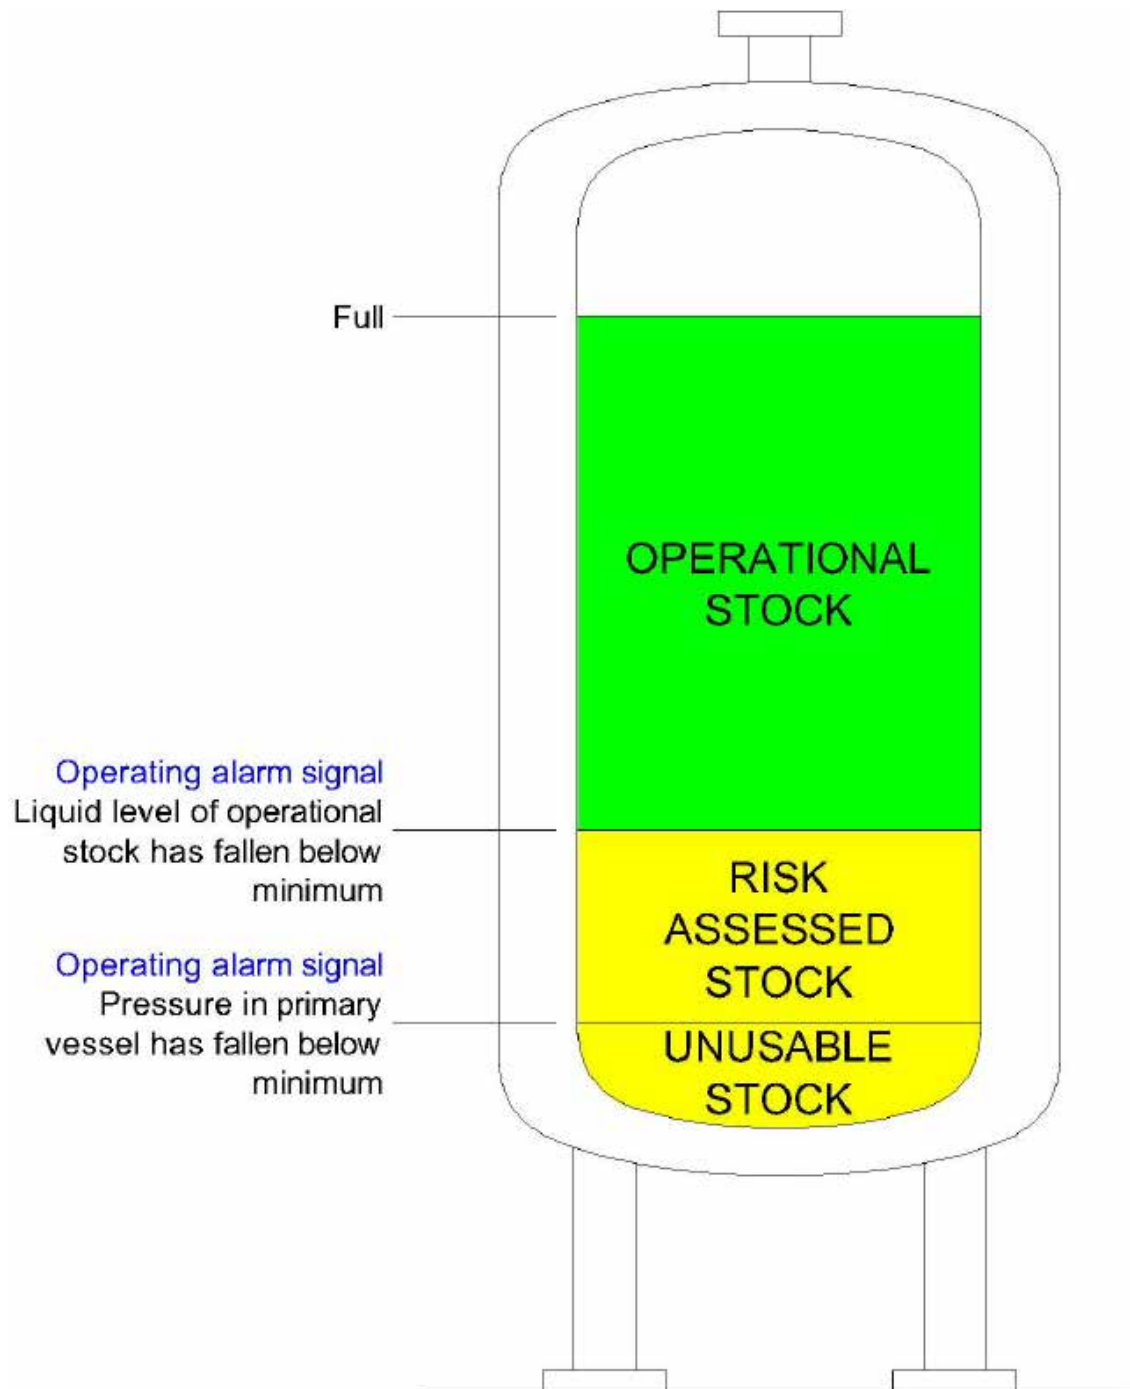 Full
OPERATIONAL
STOCK
Operating alarm signal
Liquid level of operational
stock has fallen below
minimum
RISK
ASSESSED
STOCK
Operating alarm signal
Pressure in primary
vessel has fallen below
minimum
UNUSABLE
STOCK